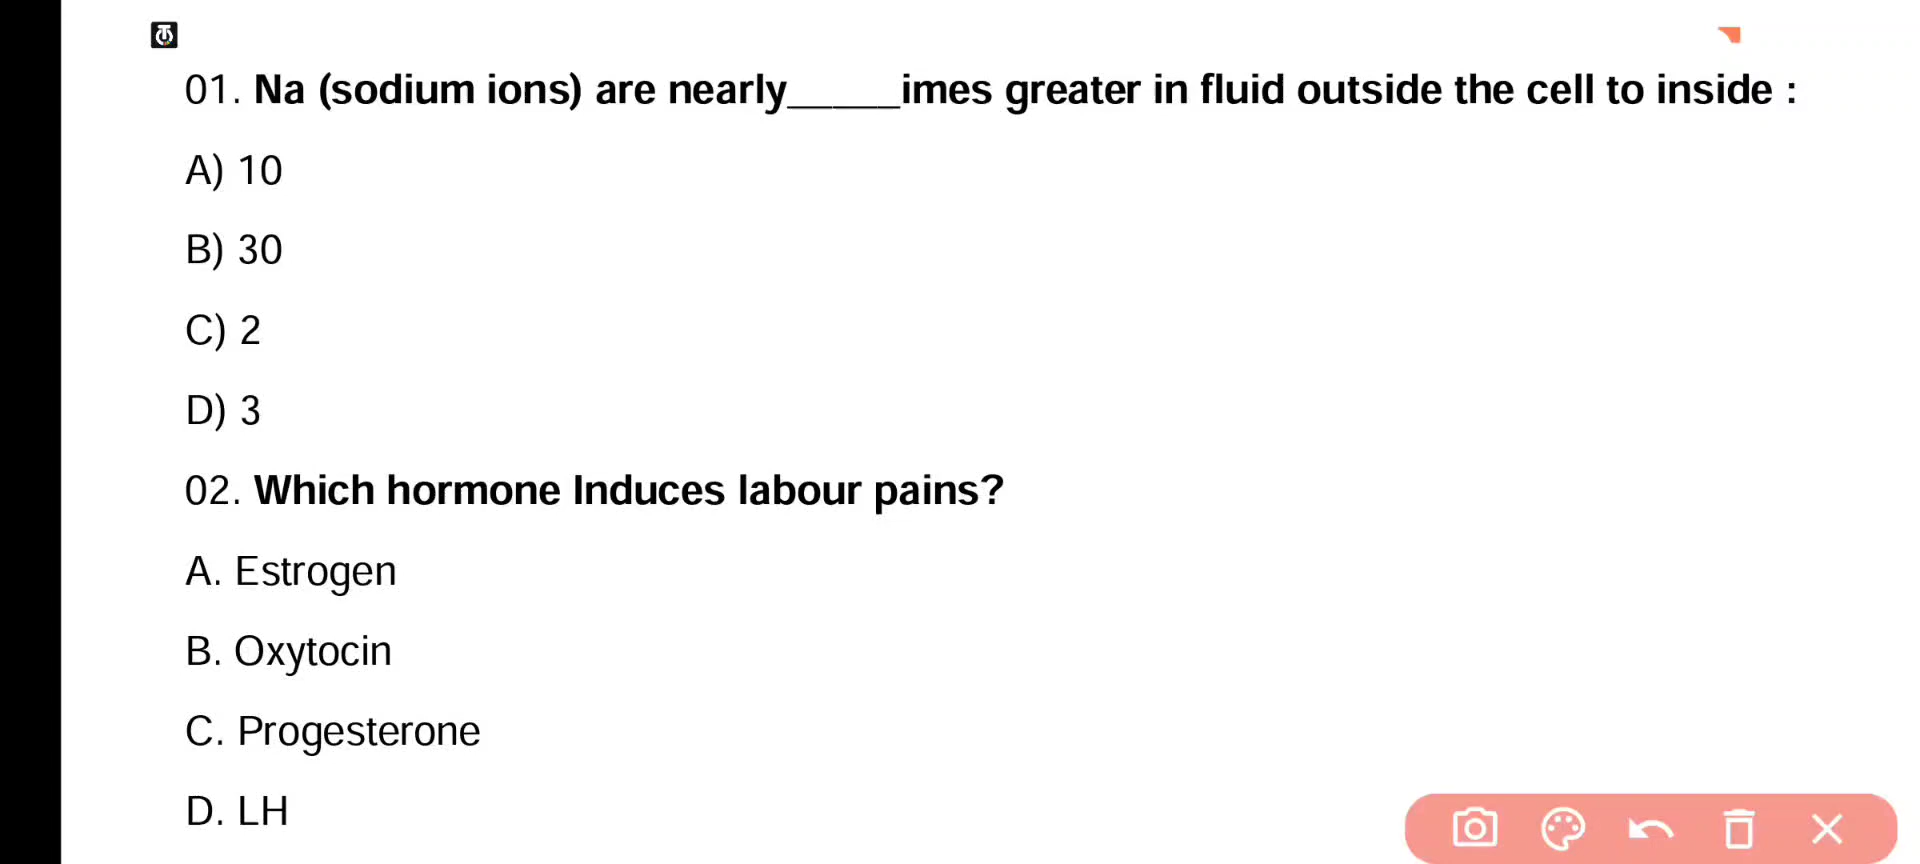 01. Na (sodium ions) are nearly_____imes greater in fluid outside the cell to inside :
A) 10
B) 30
C) 2
D) 3
02. Which hormone Induces labour pains?
A. Estrogen
B. Oxytocin
C. Progesterone
D. LH